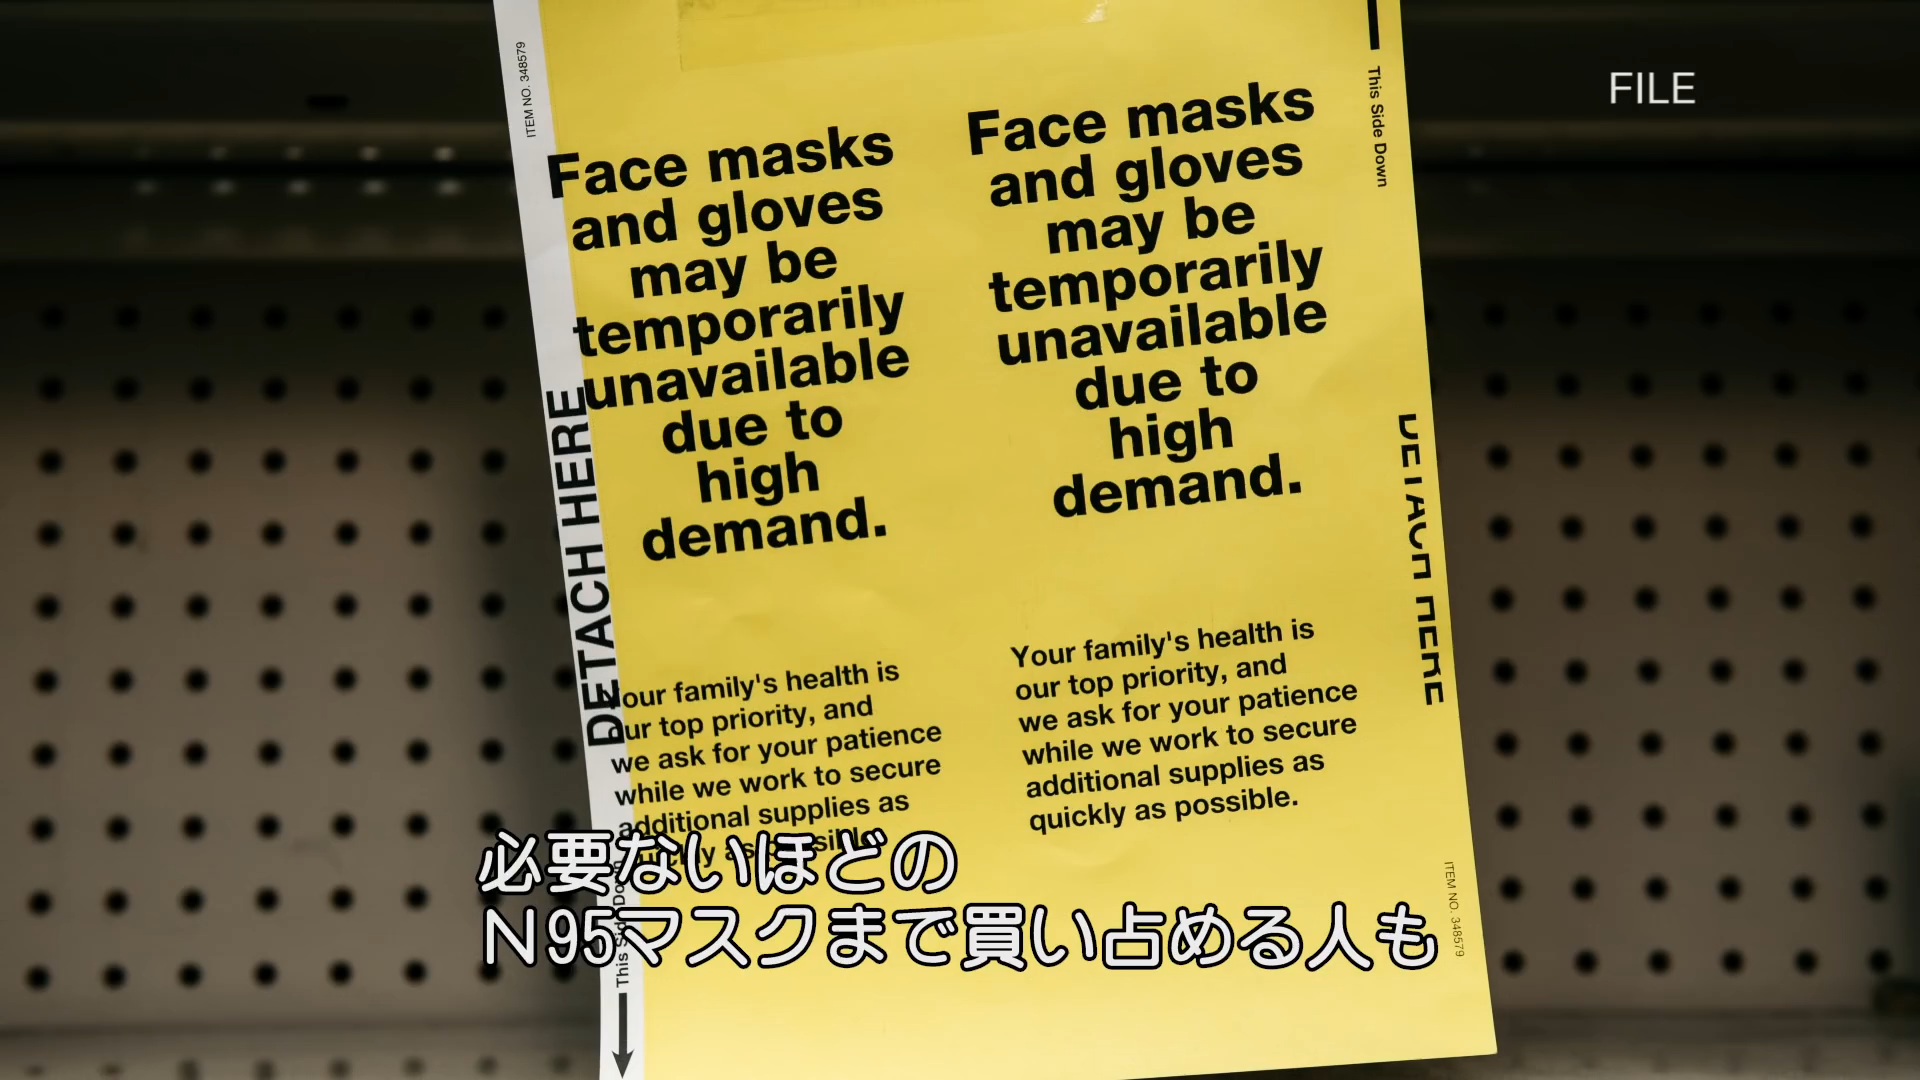 FILE
ITEM NO. 348579
Face masks
and gloves
may be
temporarily
unavailable
due to
high
demand.
Your family's health is
our top priority, and
we ask for your patience
while we work to secure
additional supplies as
quickly as possible.
DETACH HERE
This Side Down
This Side Down
Face masks
and gloves
may be
temporarily
unavailable
due to
high
demand.
Your family's health is
our top priority, and
we ask for your patience
while we work to secure
additional supplies as
quickly as possible.
DETACH HERE
ITEM NO. 348579
必要ないほどの
N95マスクまで買い占める人も